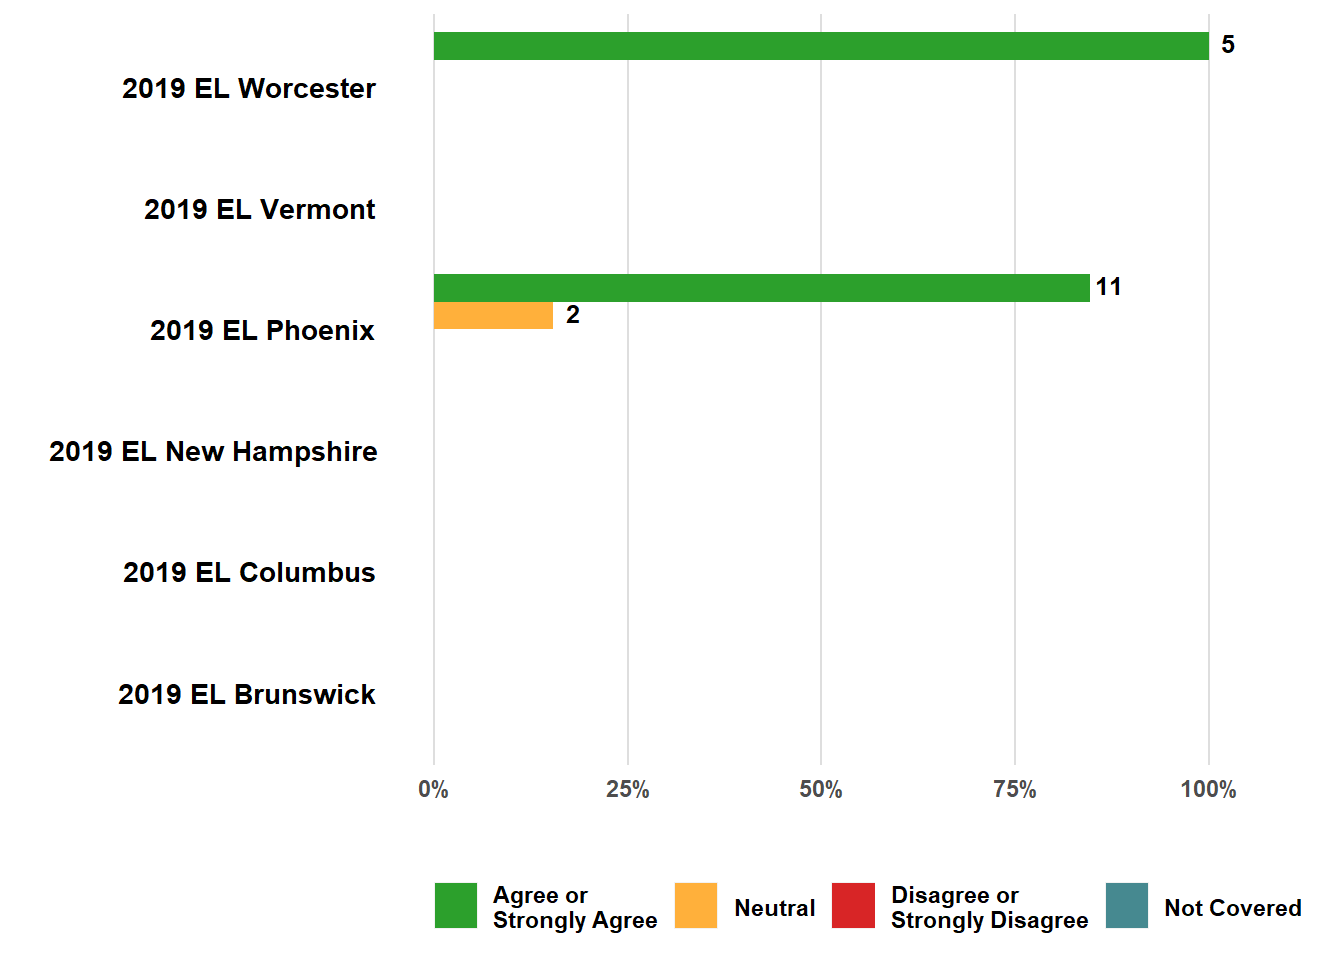 5
2019 EL Worcester
2019 EL Vermont
11
2
2019 EL Phoenix
2019 EL New Hampshire
2019 EL Columbus
2019 EL Brunswick
0% 25% 50% 75% 100%
Agree or
Strongly Agree
Neutral
Disagree or
Strongly Disagree
Not Covered